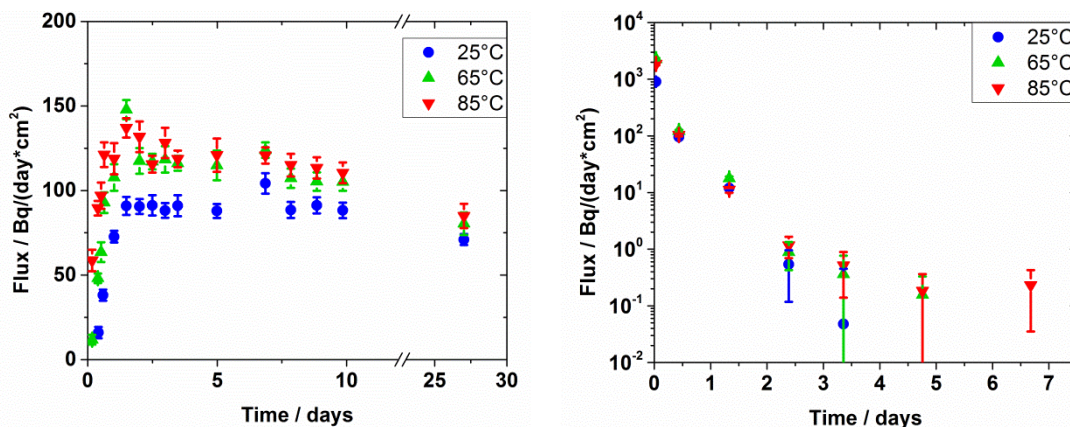 200
150
100
50
0
Flux / Bq/(day*cm²)
25°C
65°C
85°C
0 5 10 25 30
Time / days
10⁴
10³
10²
10¹
10⁰
10⁻¹
10⁻²
Flux / Bq/(day*cm²)
25°C
65°C
85°C
0 1 2 3 4 5 6 7
Time / days